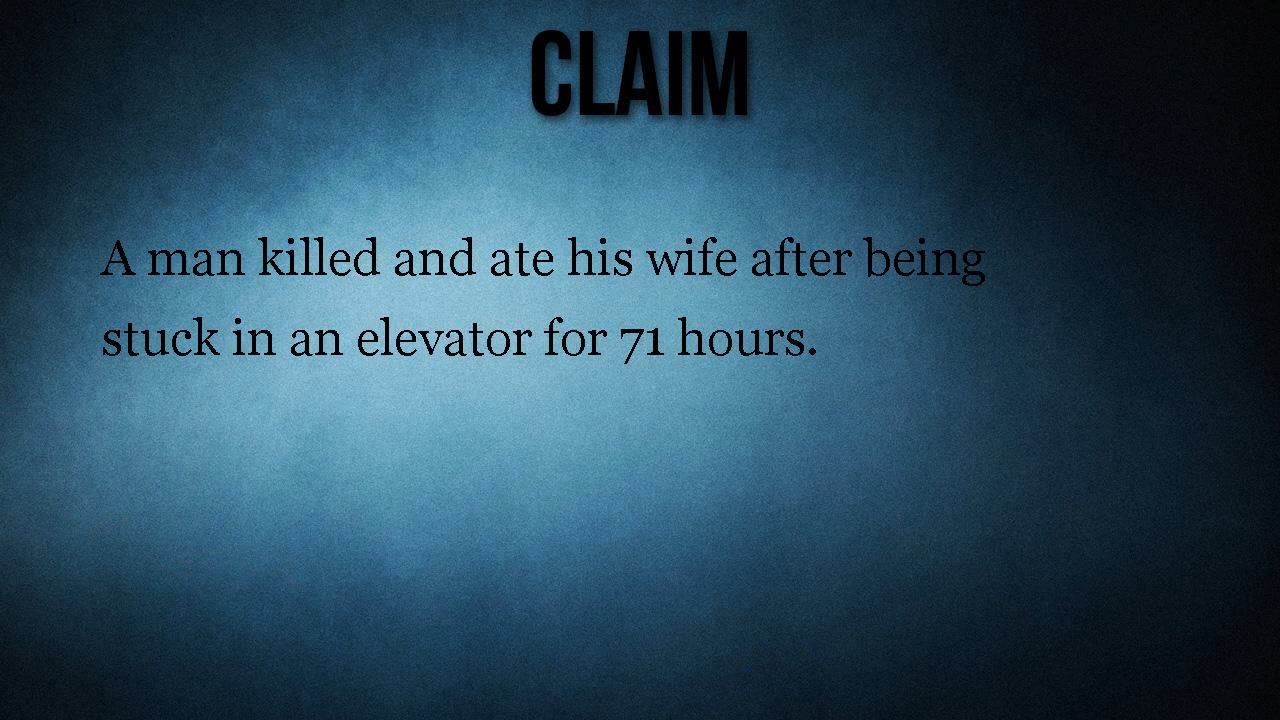 CLAIM
A man killed and ate his wife after being
stuck in an elevator for 71 hours.